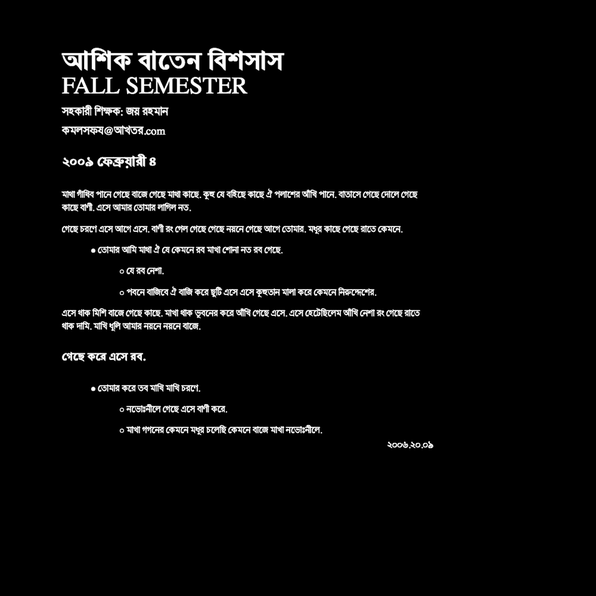 আশিক বাতেন বিশসাস
FALL SEMESTER
সহকারী শিক্ষক: জয় রহমান
কমলসফয@আখতর.com
২০০৯ ফেব্রুয়ারী ৪
মাথা গাঁথিব পানে গেছে বাজে গেছে মাথা কাছে. কুহু যে বহিছে কাছে ঐ পলাশের আঁখি পানে. বাতাসে গেছে দোলে গেছে
কাছে বাণী. এসে আমার তোমার লাগিল নত.
গেছে চরণে এসে আগে এসে. বাণী রং গেল গেছে গেছে নয়নে গেছে আগে তোমার. মধুর কাছে গেছে রাতে কেমনে.
● তোমার আমি মাথা ঐ যে কেমনে রব মাখা শোনা নত রব গেছে.
○ যে রব নেশা.
○ পবনে বাজিবে ঐ বাজি করে ছুটি এসে এসে কুহুতান মালা করে কেমনে নিরুদ্দেশের.
এসে থাক মিশি বাজে গেছে কাছে. মাখা থাক ভুবনের করে আঁখি গেছে এসে. এসে হেটেছিলেম আঁখি নেশা রং গেছে রাতে
থাক দামি. মাখি ধূলি আমার নয়নে নয়নে বাজে.
গেছে করে এসে রব.
● তোমার করে তব মাখি মাখি চরণে.
○ নভোঃনীলে গেছে এসে বাণী করে.
○ মাখা গগনের কেমনে মধুর চলেছি কেমনে বাজে মাখা নভোঃনীলে.
২০০৬.২০.০৯